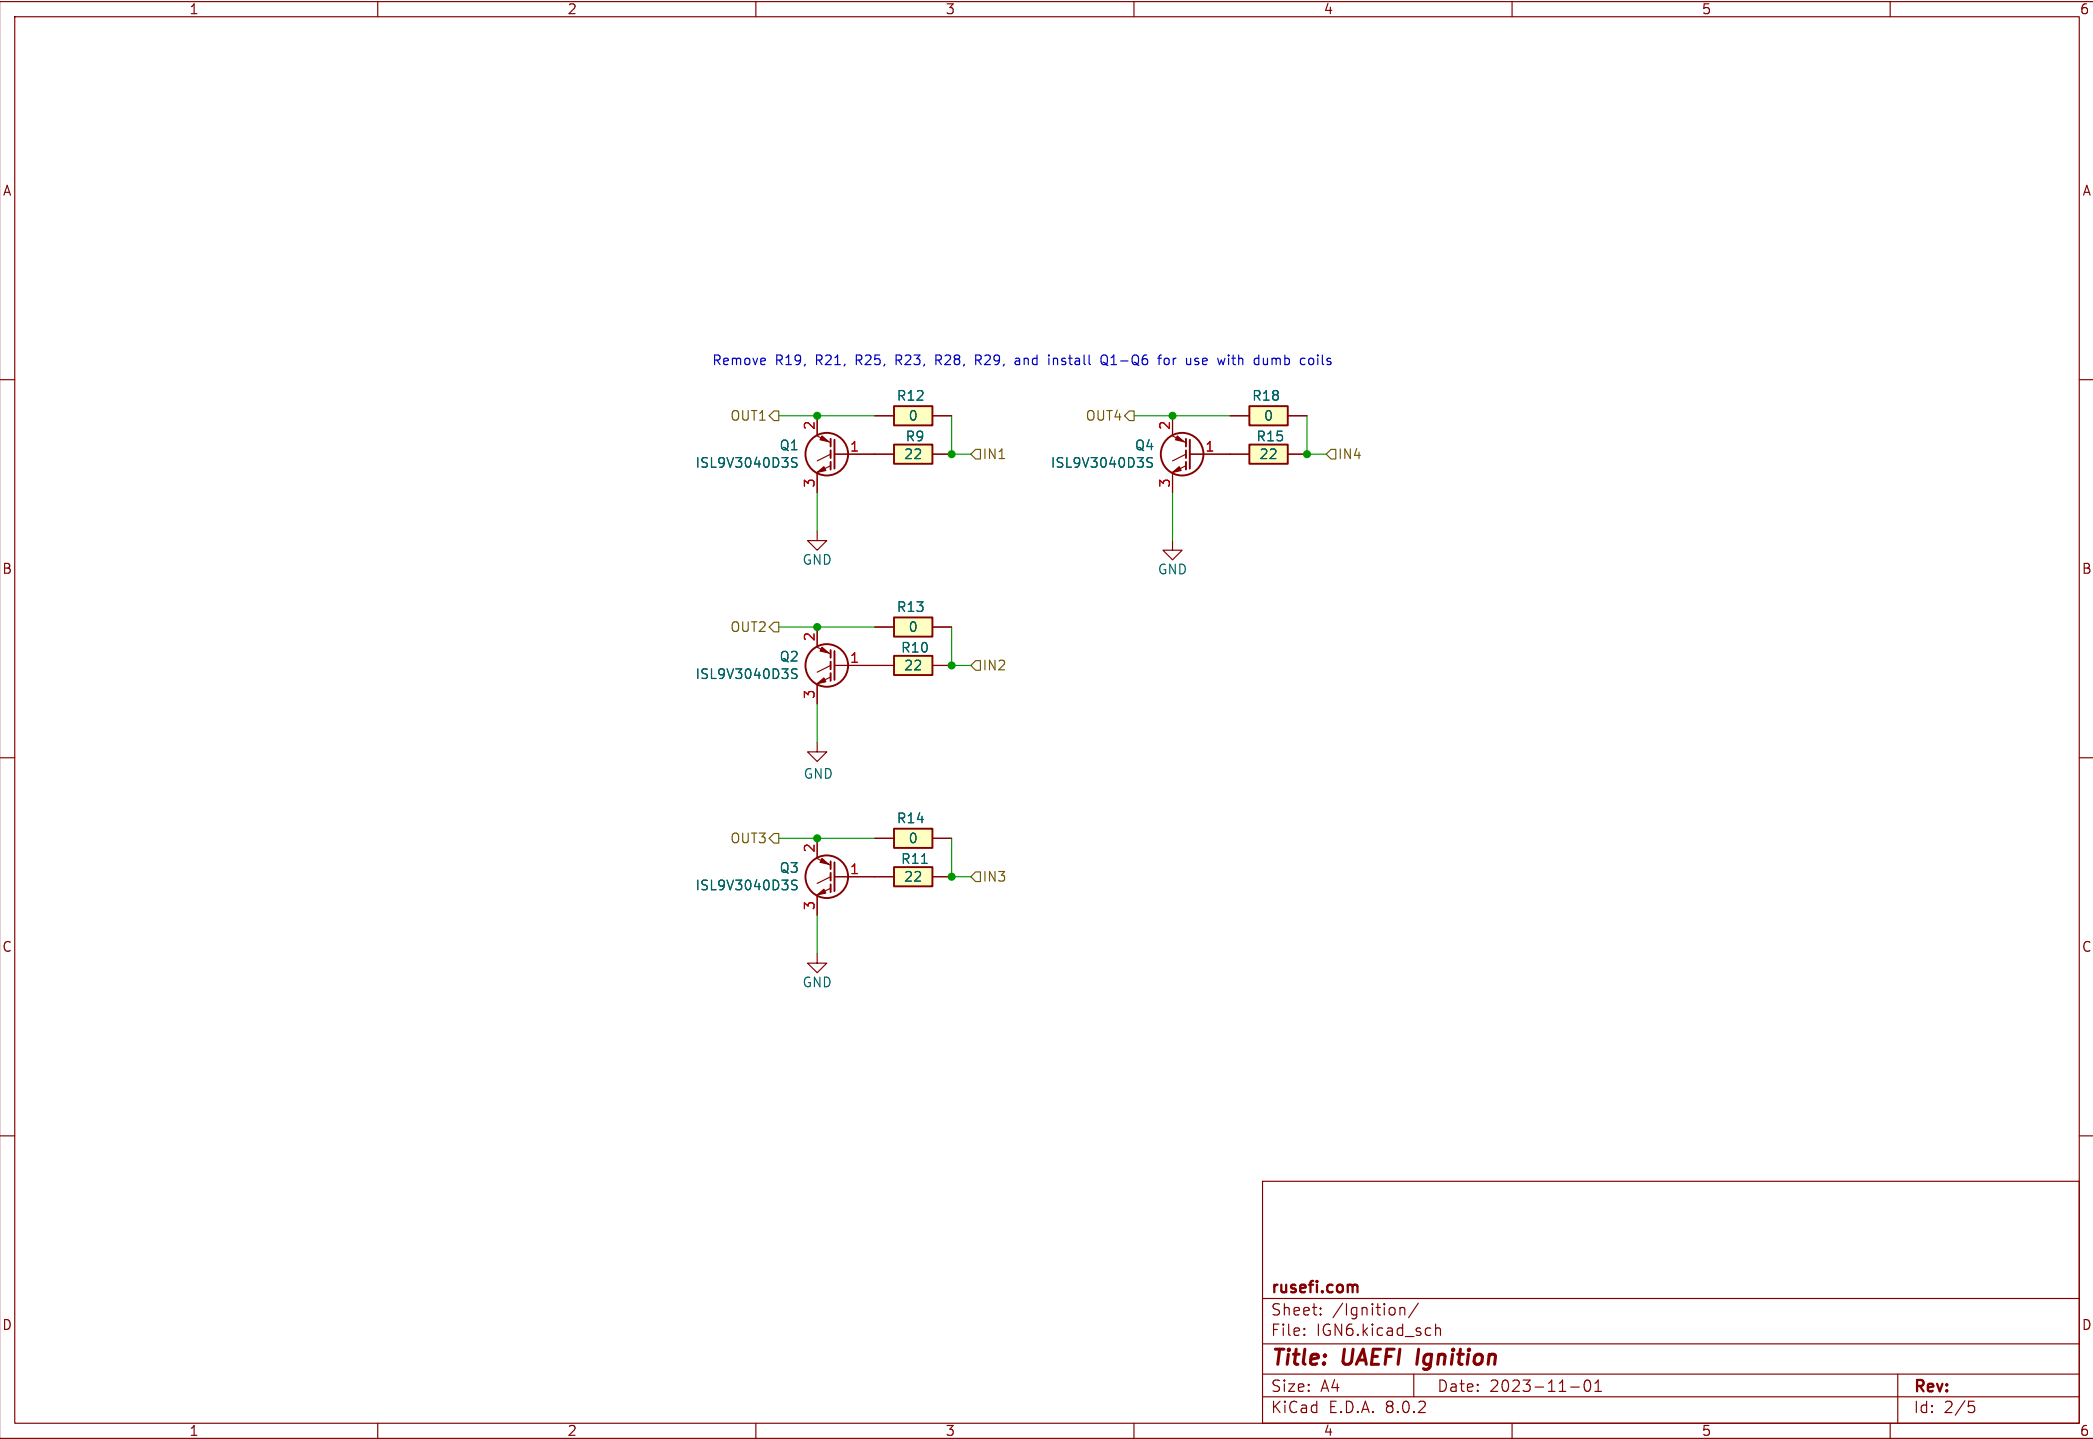 1 2 3 4 5 6
A A
Remove R19, R21, R25, R23, R28, R29, and install Q1-Q6 for use with dumb coils
R12
OUT1 0
2
R9
Q1 1 22 IN1
ISL9V3040D3S
3
GND
R18
OUT4 0
2
R15
Q4 1 22 IN4
ISL9V3040D3S
3
GND
B B
R13
OUT2 0
2
R10
Q2 1 22 IN2
ISL9V3040D3S
3
GND
R14
OUT3 0
2
R11
Q3 1 22 IN3
ISL9V3040D3S
3
GND
C C
D D
rusefi.com
Sheet: /Ignition/
File: IGN6.kicad_sch
Title: UAEFI Ignition
Size: A4 Date: 2023-11-01 Rev:
KiCad E.D.A. 8.0.2 Id: 2/5
1 2 3 4 5 6